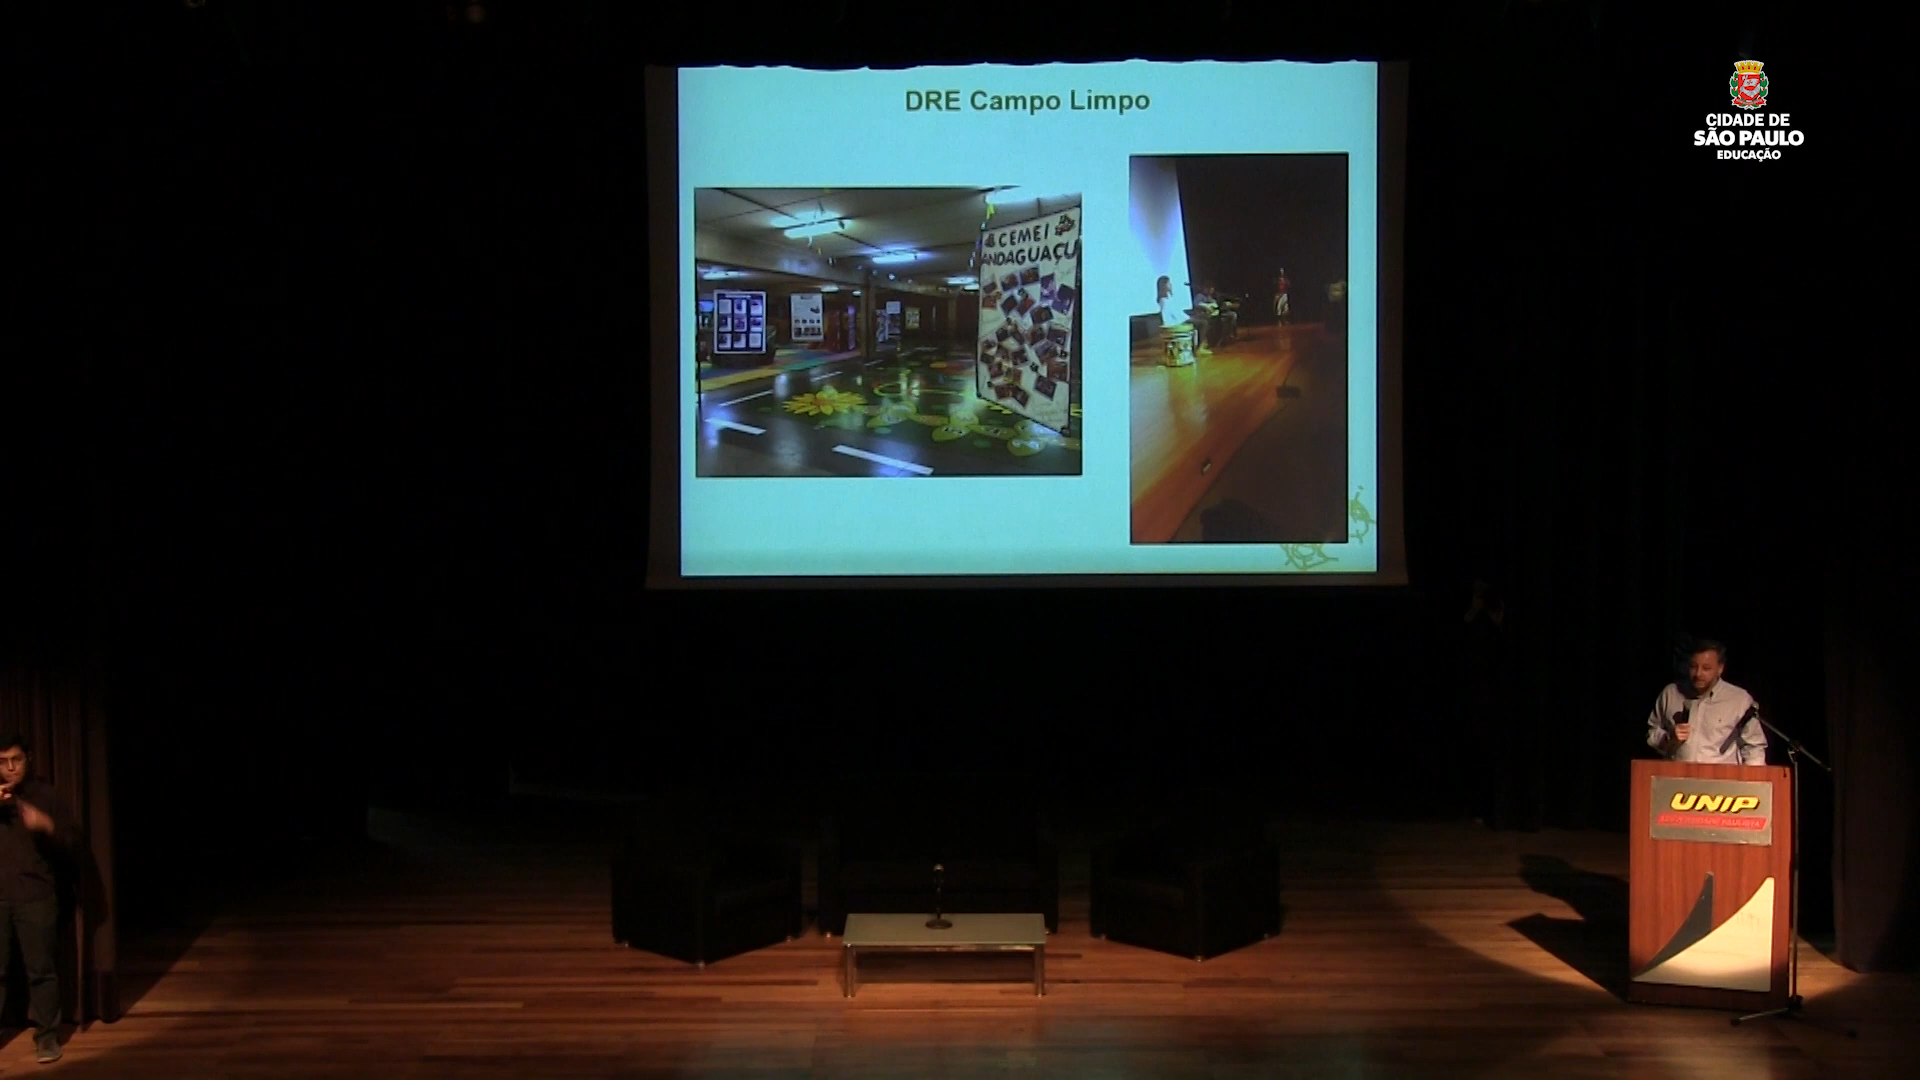 DRE Campo Limpo
CEMEI
ANDAGUAÇU
CIDADE DE
SÃO PAULO
EDUCAÇÃO
UNIP